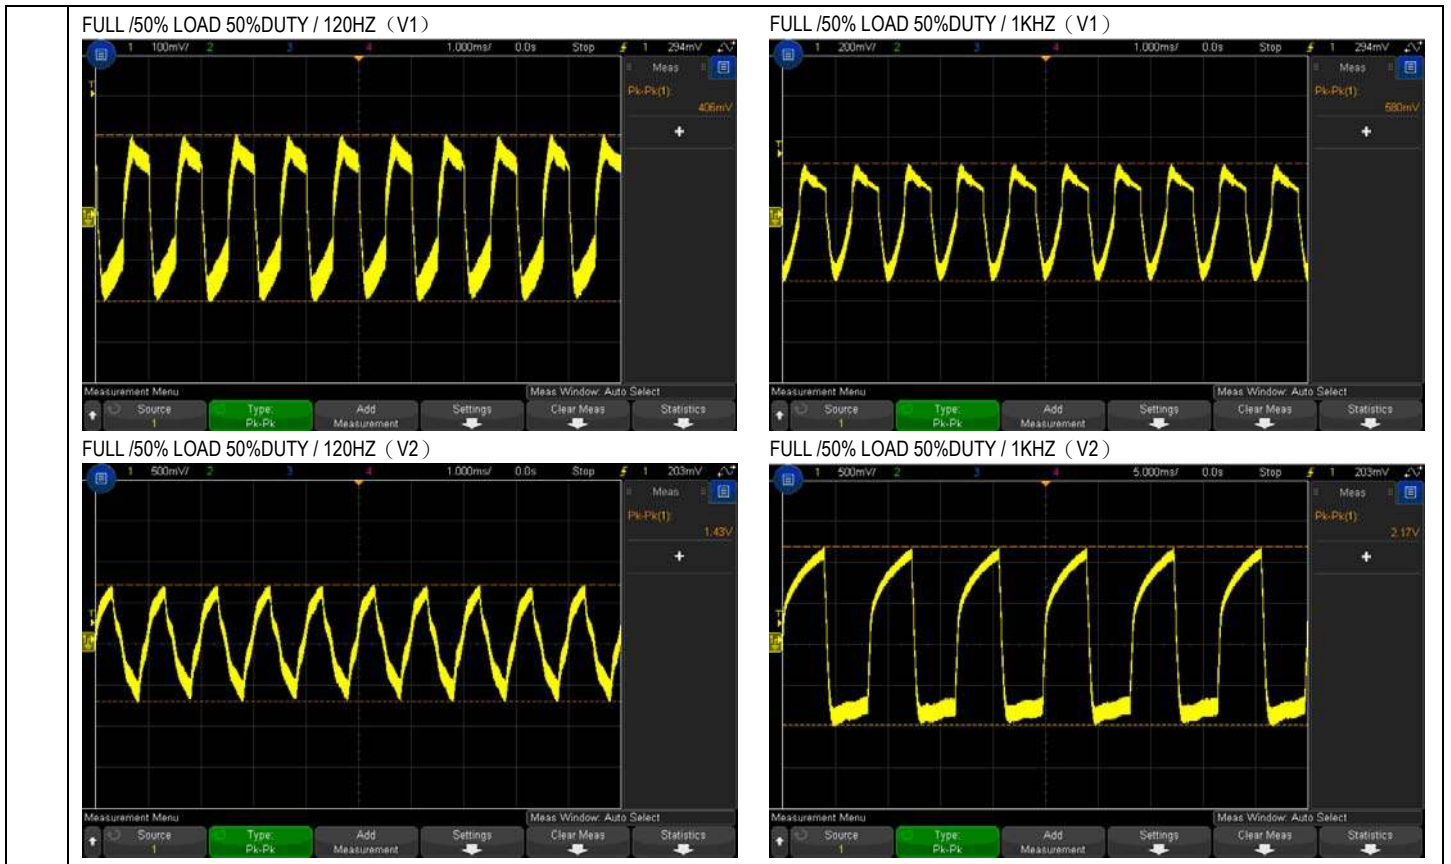 FULL /50% LOAD 50%DUTY / 120HZ（V1）
1 100mV/ 2 3 4 1.000ms/ 0.0s Stop 1 294mV
Meas
Pk-Pk(1):
406mV
+
Measurement Menu
Meas Window: Auto Select
Source
1
Type:
Pk-Pk
Add
Measurement
Settings
Clear Meas
Statistics
FULL /50% LOAD 50%DUTY / 1KHZ（V1）
1 200mV/ 2 3 4 1.000ms/ 0.0s Stop 1 294mV
Meas
Pk-Pk(1):
580mV
+
Measurement Menu
Meas Window: Auto Select
Source
1
Type:
Pk-Pk
Add
Measurement
Settings
Clear Meas
Statistics
FULL /50% LOAD 50%DUTY / 120HZ（V2）
1 500mV/ 2 3 4 1.000ms/ 0.0s Stop 1 203mV
Meas
Pk-Pk(1):
1.43V
+
Measurement Menu
Meas Window: Auto Select
Source
1
Type:
Pk-Pk
Add
Measurement
Settings
Clear Meas
Statistics
FULL /50% LOAD 50%DUTY / 1KHZ（V2）
1 500mV/ 2 3 4 5.000ms/ 0.0s Stop 1 203mV
Meas
Pk-Pk(1):
2.17V
+
Measurement Menu
Meas Window: Auto Select
Source
1
Type:
Pk-Pk
Add
Measurement
Settings
Clear Meas
Statistics